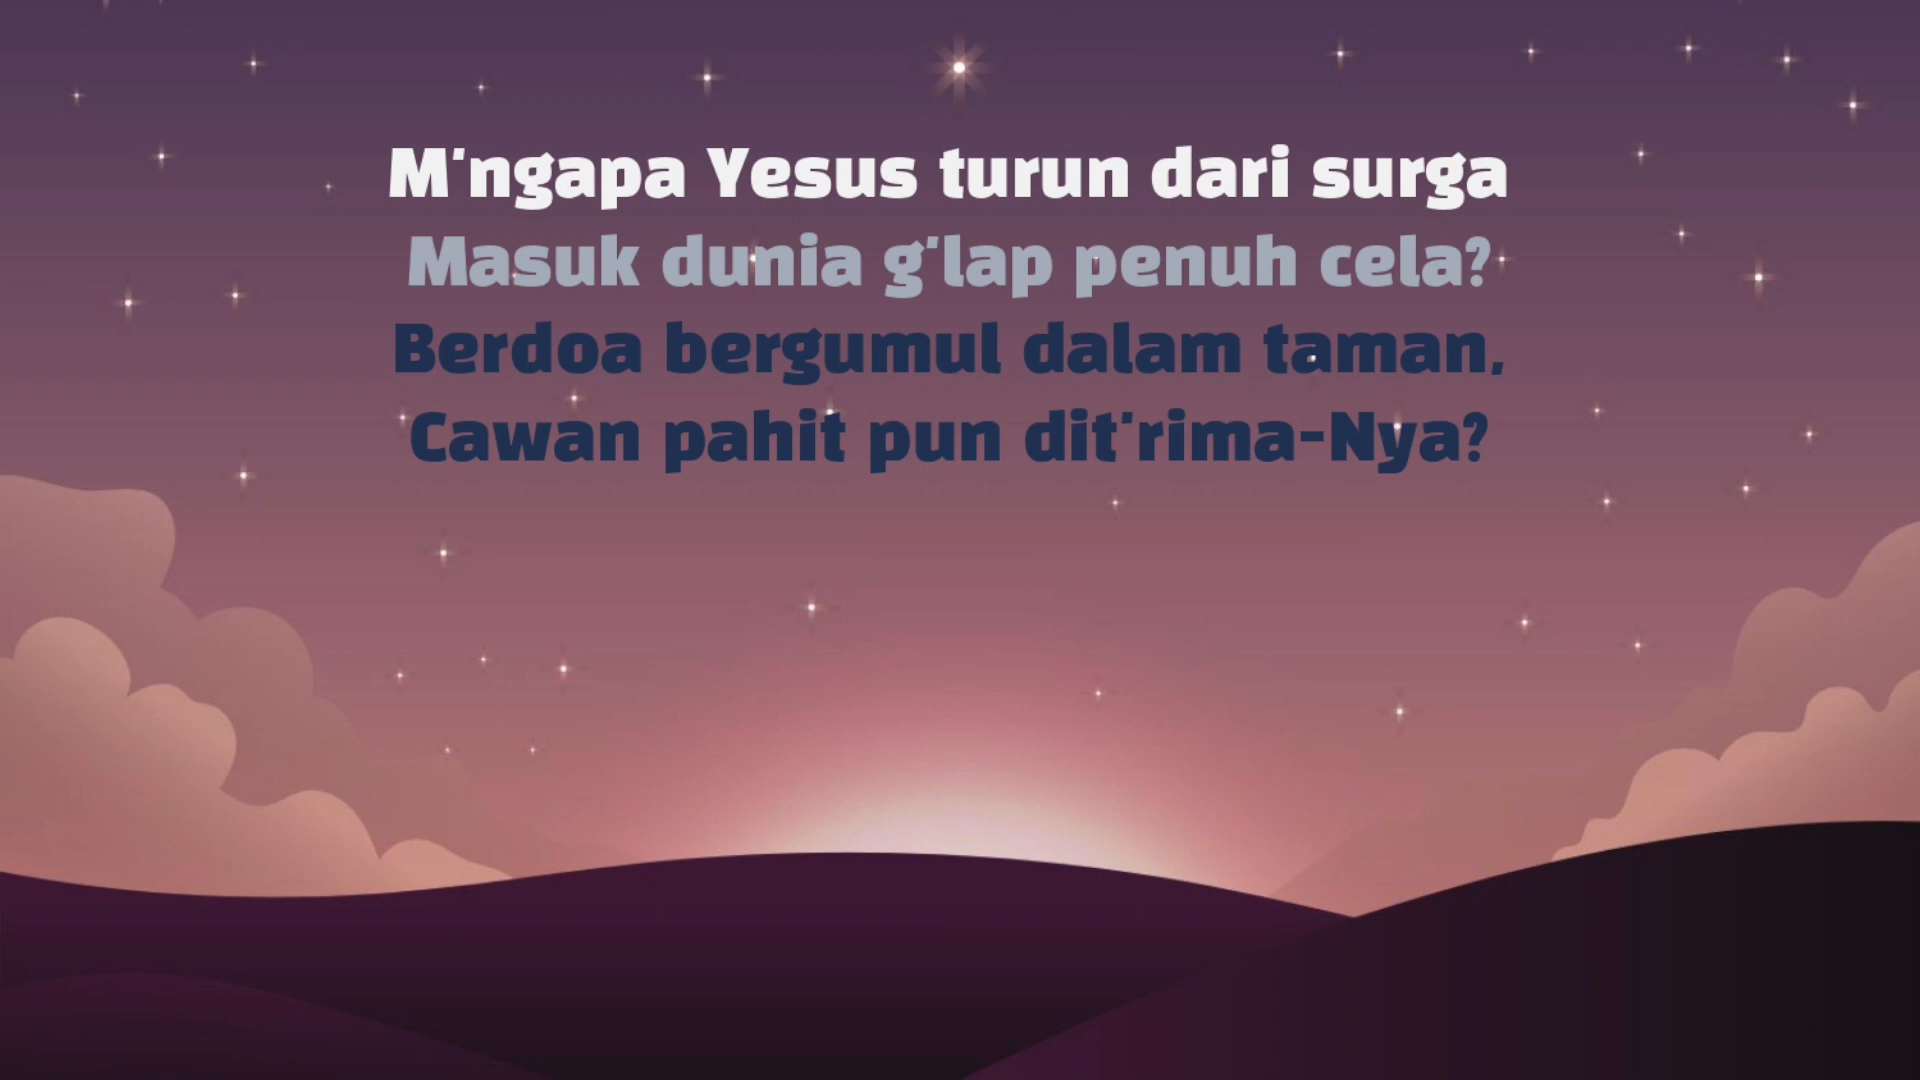 M'ngapa Yesus turun dari surga
Masuk dunia g'lap penuh cela?
Berdoa bergumul dalam taman,
Cawan pahit pun dit'rima-Nya?